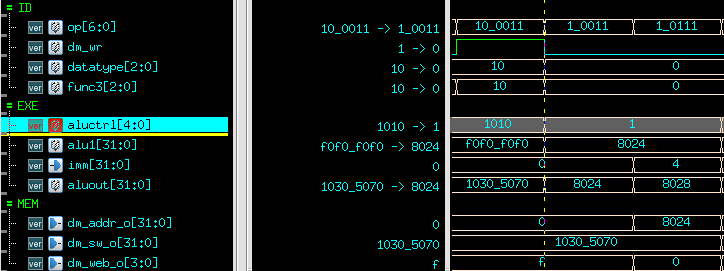 ID
ver op[6:0] 10_0011 -> 1_0011 10_0011 1_0011 1_0111
ver dm_wr 1 -> 0
ver datatype[2:0] 10 -> 0 10 0
ver func3[2:0] 10 -> 0 10 0
EXE
ver aluctrl[4:0] 1010 -> 1 1010 1
ver alu1[31:0] f0f0_f0f0 -> 8024 f0f0_f0f0 8024
ver imm[31:0] 0 0 4
ver aluout[31:0] 1030_5070 -> 8024 1030_5070 8024 8028
MEM
ver dm_addr_o[31:0] 0 0 8024
ver dm_sw_o[31:0] 1030_5070 1030_5070
ver dm_web_o[3:0] f f 0